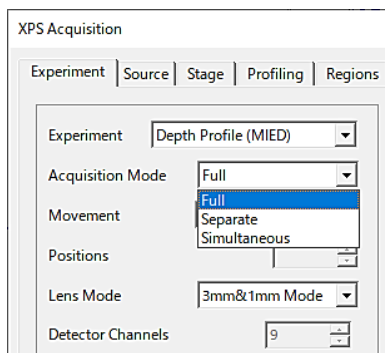 XPS Acquisition
Experiment Source Stage Profiling Regions
Experiment Depth Profile (MIED)
Acquisition Mode Full
Full
Movement
Separate
Simultaneous
Positions
Lens Mode 3mm&1mm Mode
Detector Channels 9